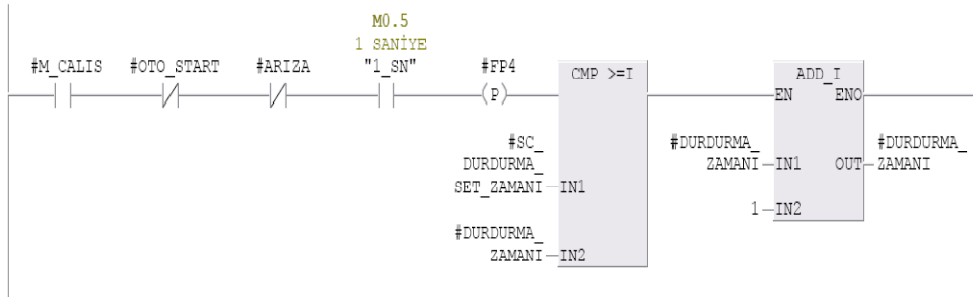 M0.5
1 SANİYE
#M_CALIS #OTO_START #ARIZA "1_SN" #FP4
(P)
CMP >=I
ADD_I
EN ENO
#SC_
DURDURMA_
SET_ZAMANI IN1
#DURDURMA_
ZAMANI IN2
#DURDURMA_
ZAMANI IN1
1 IN2
OUT #DURDURMA_
ZAMANI